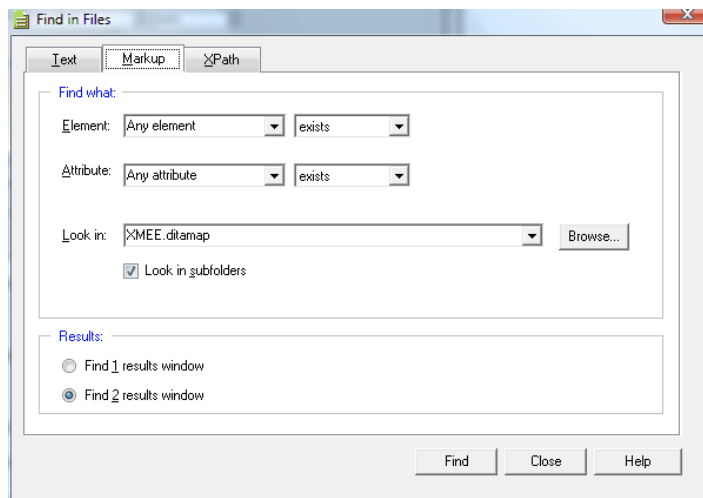 Find in Files
Text Markup XPath
Find what:
Element: Any element exists
Attribute: Any attribute exists
Look in: XMEE.ditamap Browse...
Look in subfolders
Results:
Find 1 results window
Find 2 results window
Find Close Help